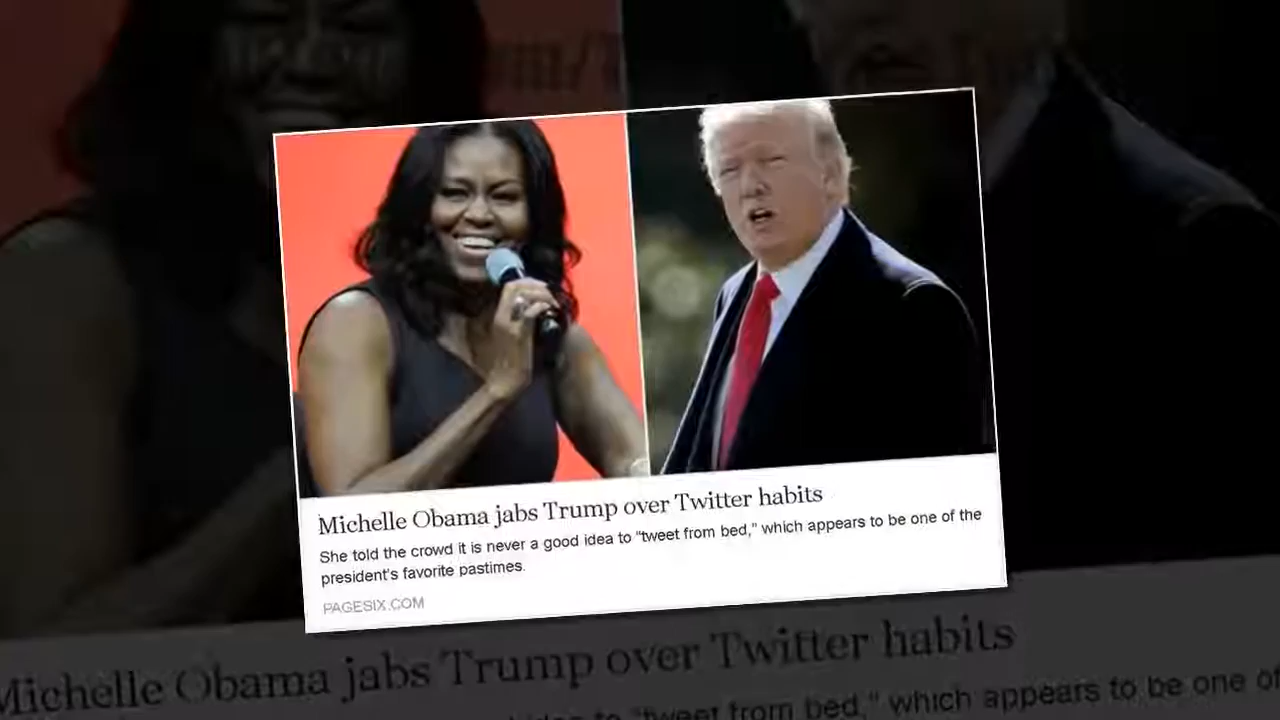 Michelle Obama jabs Trump over Twitter habits
She told the crowd it is never a good idea to “tweet from bed,” which appears to be one of the
president's favorite pastimes.
PAGESIX.COM
Michelle Obama jabs Trump over Twitter habits
to “tweet from bed,” which appears to be one of